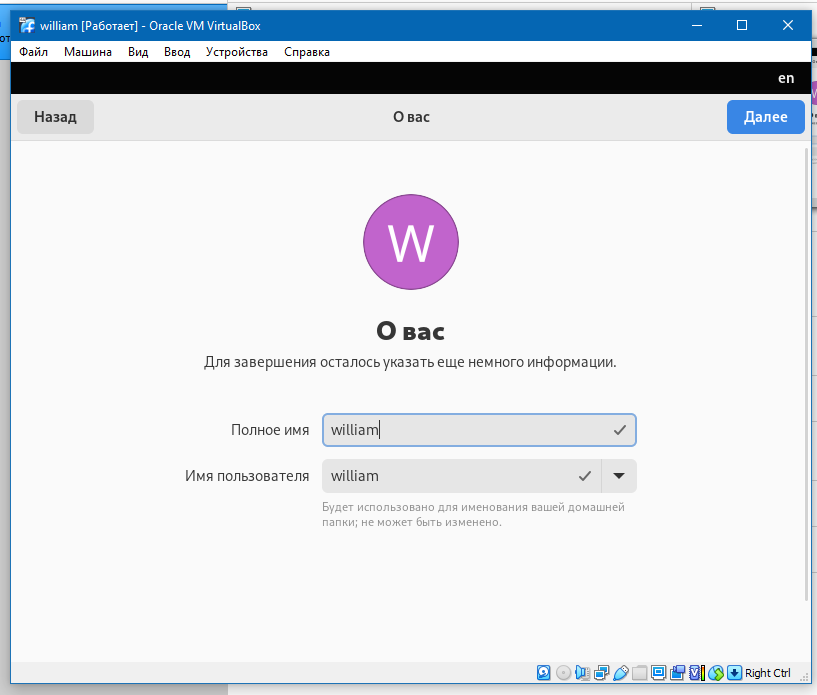 william [Работает] - Oracle VM VirtualBox
Файл Машина Вид Ввод Устройства Справка
en
Назад О вас Далее
W
О вас
Для завершения осталось указать еще немного информации.
Полное имя william
Имя пользователя william
Будет использовано для именования вашей домашней
папки; не может быть изменено.
Right Ctrl